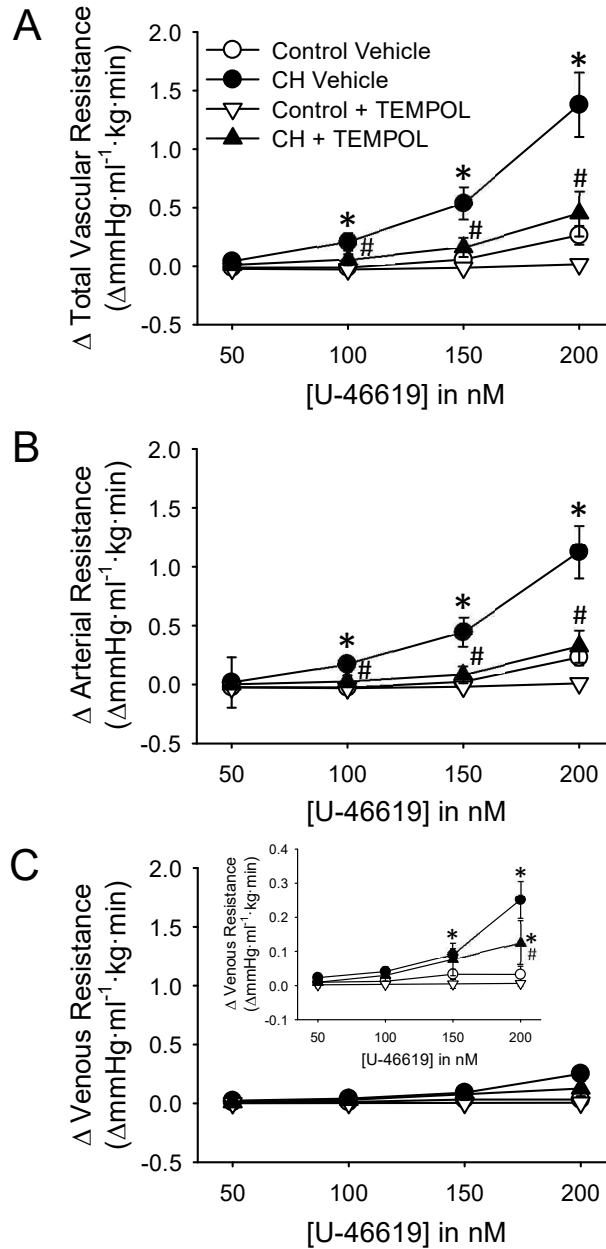 A
Δ Total Vascular Resistance
(ΔmmHg·ml⁻¹·kg·min)
2.0
1.5
1.0
0.5
0.0
-0.5
Control Vehicle
CH Vehicle
Control + TEMPOL
CH + TEMPOL
*
*
*
#
#
#
50 100 150 200
[U-46619] in nM
B
Δ Arterial Resistance
(ΔmmHg·ml⁻¹·kg·min)
2.0
1.5
1.0
0.5
0.0
-0.5
*
*
*
#
#
#
50 100 150 200
[U-46619] in nM
C
Δ Venous Resistance
(ΔmmHg·ml⁻¹·kg·min)
2.0
1.5
1.0
0.5
0.0
-0.5
Δ Venous Resistance
(ΔmmHg·ml⁻¹·kg·min)
0.4
0.3
0.2
0.1
0.0
-0.1
*
*
*
#
50 100 150 200
[U-46619] in nM
50 100 150 200
[U-46619] in nM